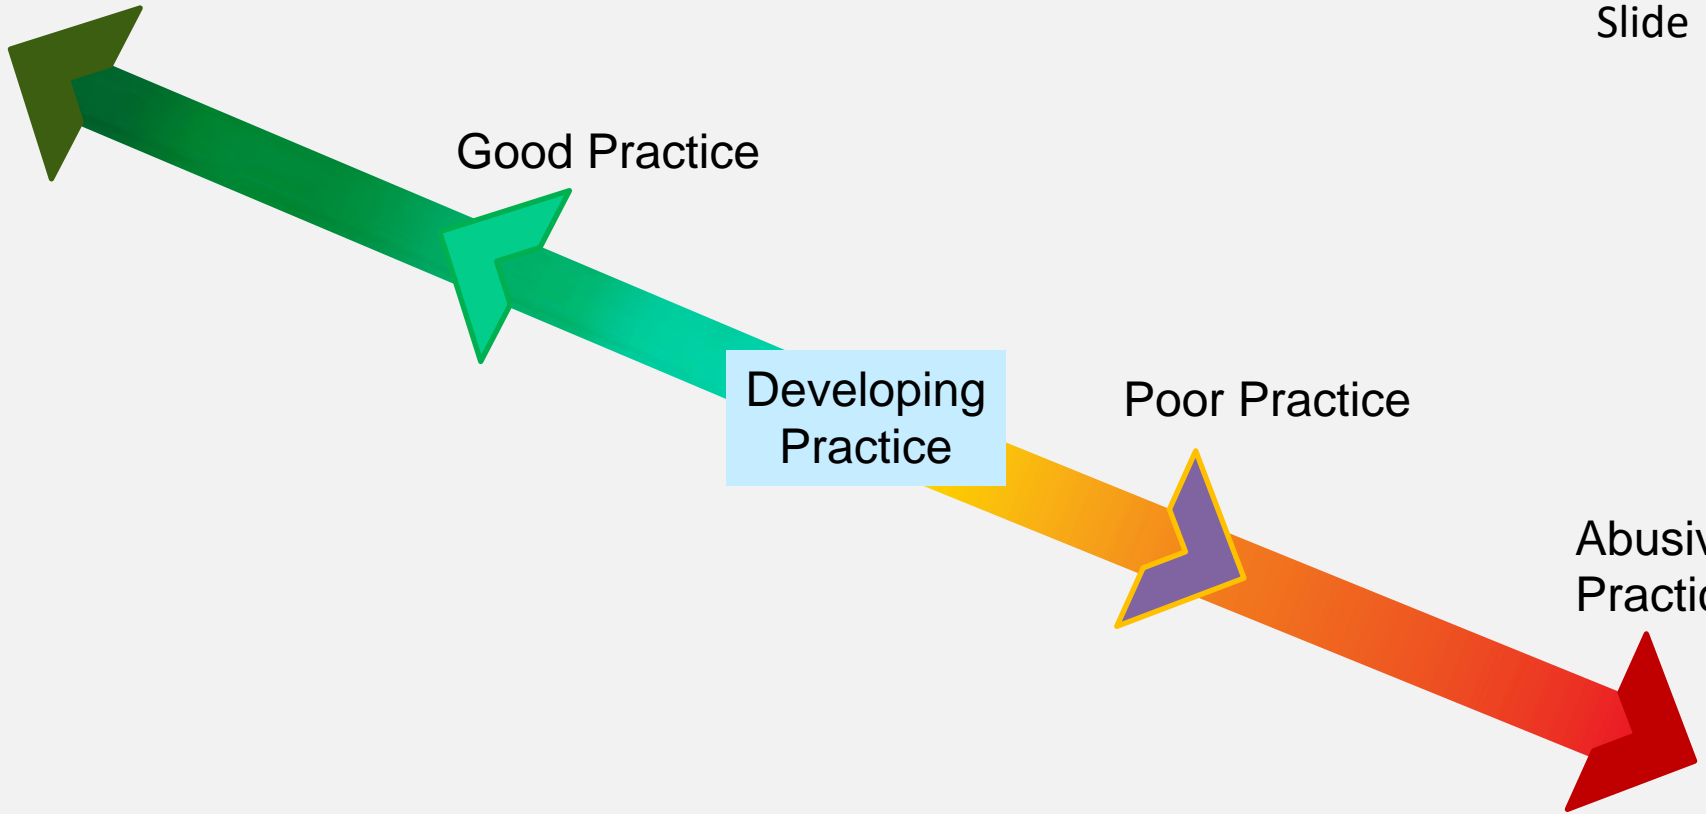 Slide
Good Practice
Developing
Practice
Poor Practice